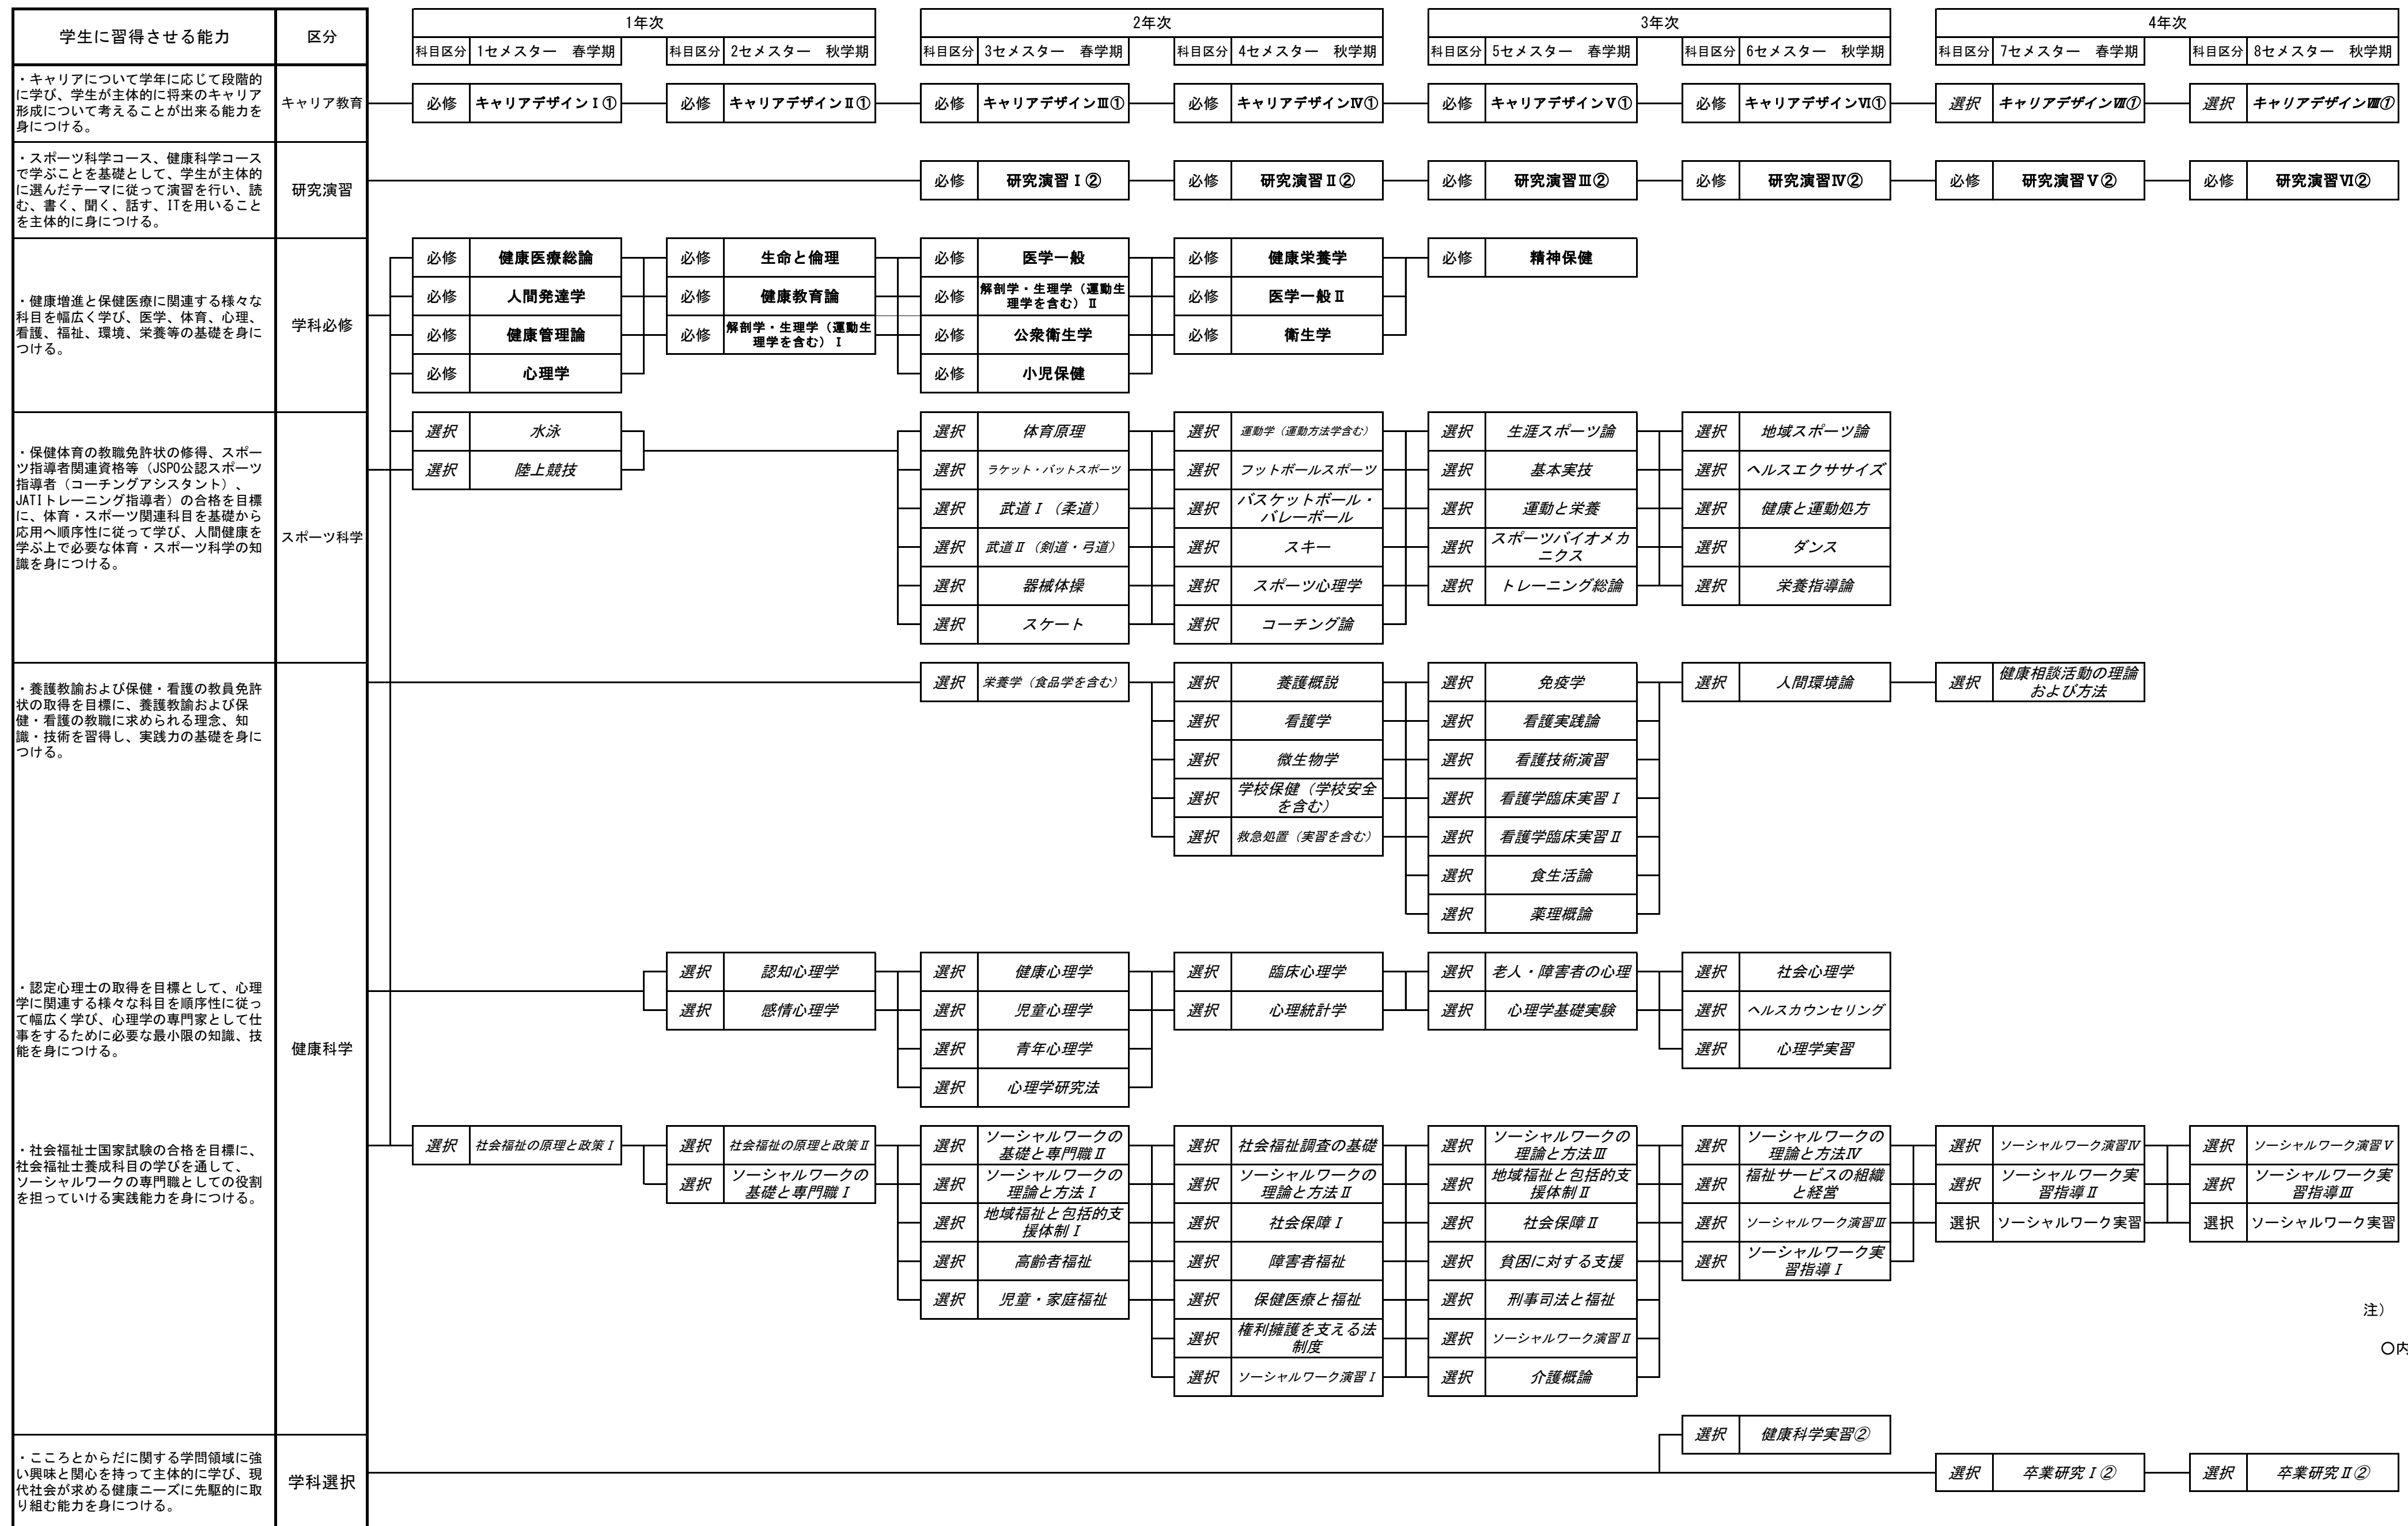 学生に習得させる能力
区分
1年次
2年次
3年次
4年次
科目区分
1セメスター 春学期
科目区分
2セメスター 秋学期
科目区分
3セメスター 春学期
科目区分
4セメスター 秋学期
科目区分
5セメスター 春学期
科目区分
6セメスター 秋学期
科目区分
7セメスター 春学期
科目区分
8セメスター 秋学期
・キャリアについて学年に応じて段階的
に学び、学生が主体的に将来のキャリア
形成について考えることが出来る能力を
身につける。
キャリア教育
必修
キャリアデザインⅠ①
必修
キャリアデザインⅡ①
必修
キャリアデザインⅢ①
必修
キャリアデザインⅣ①
必修
キャリアデザインⅤ①
必修
キャリアデザインⅥ①
選択
キャリアデザインⅦ①
選択
キャリアデザインⅧ①
・スポーツ科学コース、健康科学コース
で学ぶことを基礎として、学生が主体的
に選んだテーマに従って演習を行い、読
む、書く、聞く、話す、ITを用いること
を主体的に身につける。
研究演習
必修
研究演習Ⅰ②
必修
研究演習Ⅱ②
必修
研究演習Ⅲ②
必修
研究演習Ⅳ②
必修
研究演習Ⅴ②
必修
研究演習Ⅵ②
・健康増進と保健医療に関連する様々な
科目を幅広く学び、医学、体育、心理、
看護、福祉、環境、栄養等の基礎を身に
つける。
学科必修
必修
健康医療総論
必修
生命と倫理
必修
医学一般
必修
健康栄養学
必修
精神保健
必修
人間発達学
必修
健康教育論
必修
解剖学・生理学（運動生
理学を含む）Ⅱ
必修
医学一般Ⅱ
必修
健康管理論
必修
解剖学・生理学（運動生
理学を含む）Ⅰ
必修
公衆衛生学
必修
衛生学
必修
心理学
必修
小児保健
・保健体育の教職免許状の修得、スポー
ツ指導者関連資格等（JSPO公認スポーツ
指導者（コーチングアシスタント）、
JATIトレーニング指導者）の合格を目標
に、体育・スポーツ関連科目を基礎から
応用へ順序性に従って学び、人間健康を
学ぶ上で必要な体育・スポーツ科学の知
識を身につける。
スポーツ科学
選択
水泳
選択
体育原理
選択
運動学（運動方法学含む）
選択
生涯スポーツ論
選択
地域スポーツ論
選択
陸上競技
選択
ラケット・バットスポーツ
選択
フットボールスポーツ
選択
基本実技
選択
ヘルスエクササイズ
選択
武道Ⅰ（柔道）
選択
バスケットボール・
バレーボール
選択
運動と栄養
選択
健康と運動処方
選択
武道Ⅱ（剣道・弓道）
選択
スキー
選択
スポーツバイオメカ
ニクス
選択
ダンス
選択
器械体操
選択
スポーツ心理学
選択
トレーニング総論
選択
栄養指導論
選択
スケート
選択
コーチング論
・養護教諭および保健・看護の教員免許
状の取得を目標に、養護教諭および保
健・看護の教職に求められる理念、知
識・技術を習得し、実践力の基礎を身に
つける。
選択
栄養学（食品学を含む）
選択
養護概説
選択
免疫学
選択
人間環境論
選択
健康相談活動の理論
および方法
選択
看護学
選択
看護実践論
選択
微生物学
選択
看護技術演習
選択
学校保健（学校安全
を含む）
選択
看護学臨床実習Ⅰ
選択
救急処置（実習を含む）
選択
看護学臨床実習Ⅱ
選択
食生活論
選択
薬理概論
・認定心理士の取得を目標として、心理
学に関連する様々な科目を順序性に従っ
て幅広く学び、心理学の専門家として仕
事をするために必要な最小限の知識、技
能を身につける。
健康科学
選択
認知心理学
選択
健康心理学
選択
臨床心理学
選択
老人・障害者の心理
選択
社会心理学
選択
感情心理学
選択
児童心理学
選択
心理統計学
選択
心理学基礎実験
選択
ヘルスカウンセリング
選択
青年心理学
選択
心理学実習
選択
心理学研究法
・社会福祉士国家試験の合格を目標に、
社会福祉士養成科目の学びを通して、
ソーシャルワークの専門職としての役割
を担っていける実践能力を身につける。
選択
社会福祉の原理と政策Ⅰ
選択
社会福祉の原理と政策Ⅱ
選択
ソーシャルワークの
基礎と専門職Ⅱ
選択
社会福祉調査の基礎
選択
ソーシャルワークの
理論と方法Ⅲ
選択
ソーシャルワークの
理論と方法Ⅳ
選択
ソーシャルワーク演習Ⅳ
選択
ソーシャルワーク演習Ⅴ
選択
ソーシャルワークの
基礎と専門職Ⅰ
選択
ソーシャルワークの
理論と方法Ⅰ
選択
ソーシャルワークの
理論と方法Ⅱ
選択
地域福祉と包括的支
援体制Ⅱ
選択
福祉サービスの組織
と経営
選択
ソーシャルワーク実
習指導Ⅱ
選択
ソーシャルワーク実
習指導Ⅲ
選択
地域福祉と包括的支
援体制Ⅰ
選択
社会保障Ⅰ
選択
社会保障Ⅱ
選択
ソーシャルワーク演習Ⅲ
選択
ソーシャルワーク実習
選択
ソーシャルワーク実習
選択
高齢者福祉
選択
障害者福祉
選択
貧困に対する支援
選択
ソーシャルワーク実
習指導Ⅰ
選択
児童・家庭福祉
選択
保健医療と福祉
選択
刑事司法と福祉
注）
選択
権利擁護を支える法
制度
選択
ソーシャルワーク演習Ⅱ
〇内
選択
ソーシャルワーク演習Ⅰ
選択
介護概論
選択
健康科学実習②
・こころとからだに関する学問領域に強
い興味と関心を持って主体的に学び、現
代社会が求める健康ニーズに先駆的に取
り組む能力を身につける。
学科選択
選択
卒業研究Ⅰ②
選択
卒業研究Ⅱ②